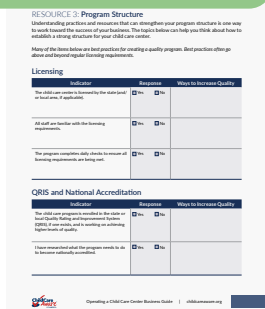 RESOURCE 3: Program Structure
Understanding practices and resources that can strengthen your program structure is one way
to work toward the success of your business. The topics below can help you think about how to
establish a strong structure for your child care center.
Many of the items below are best practices for creating a quality program. Best practices often go
above and beyond regular licensing requirements.
Licensing
Indicator Response Ways to Increase Quality
The child care center is licensed by the state (and/
or local area, if applicable). Yes No
All staff are familiar with the licensing
requirements. Yes No
The program completes daily checks to ensure all
licensing requirements are being met. Yes No
QRIS and National Accreditation
Indicator Response Ways to Increase Quality
The child care program is enrolled in the state or
local Quality Rating and Improvement System
(QRIS), if one exists, and is working on achieving
higher levels of quality. Yes No
I have researched what the program needs to do
to become nationally accredited. Yes No
ChildCare
Aware
Operating a Child Care Center Business Guide | childcareaware.org